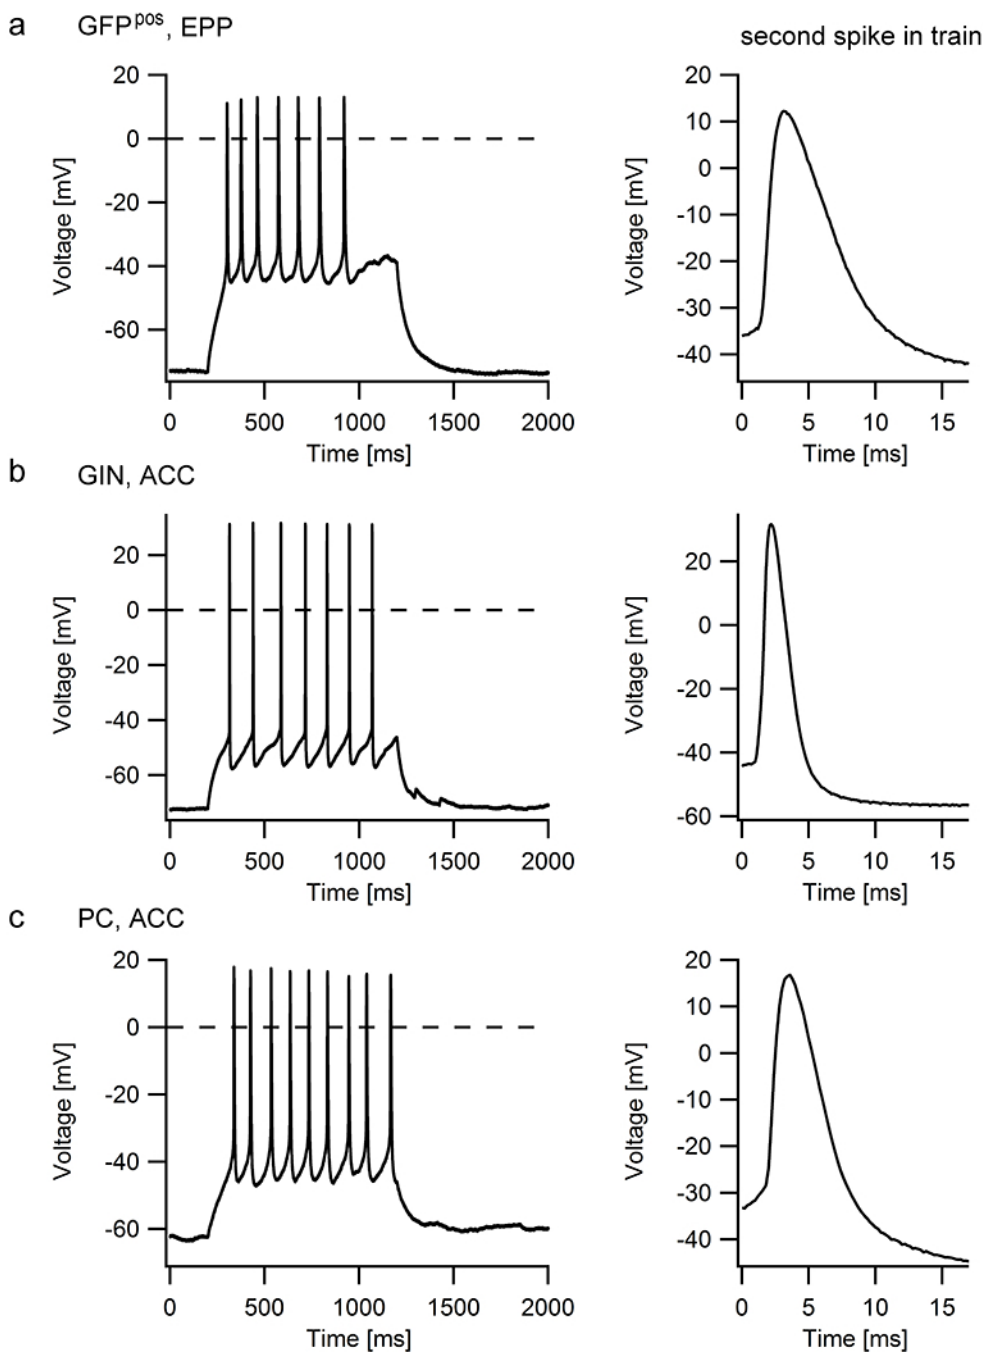 a GFPpos, EPP
second spike in train
20
0
-20
-40
-60
Voltage [mV]
0 500 1000 1500 2000
Time [ms]
20
10
0
-10
-20
-30
-40
Voltage [mV]
0 5 10 15
Time [ms]
b GIN, ACC
20
0
-20
-40
-60
Voltage [mV]
0 500 1000 1500 2000
Time [ms]
20
0
-20
-40
-60
Voltage [mV]
0 5 10 15
Time [ms]
c PC, ACC
20
0
-20
-40
-60
Voltage [mV]
0 500 1000 1500 2000
Time [ms]
20
10
0
-10
-20
-30
-40
Voltage [mV]
0 5 10 15
Time [ms]